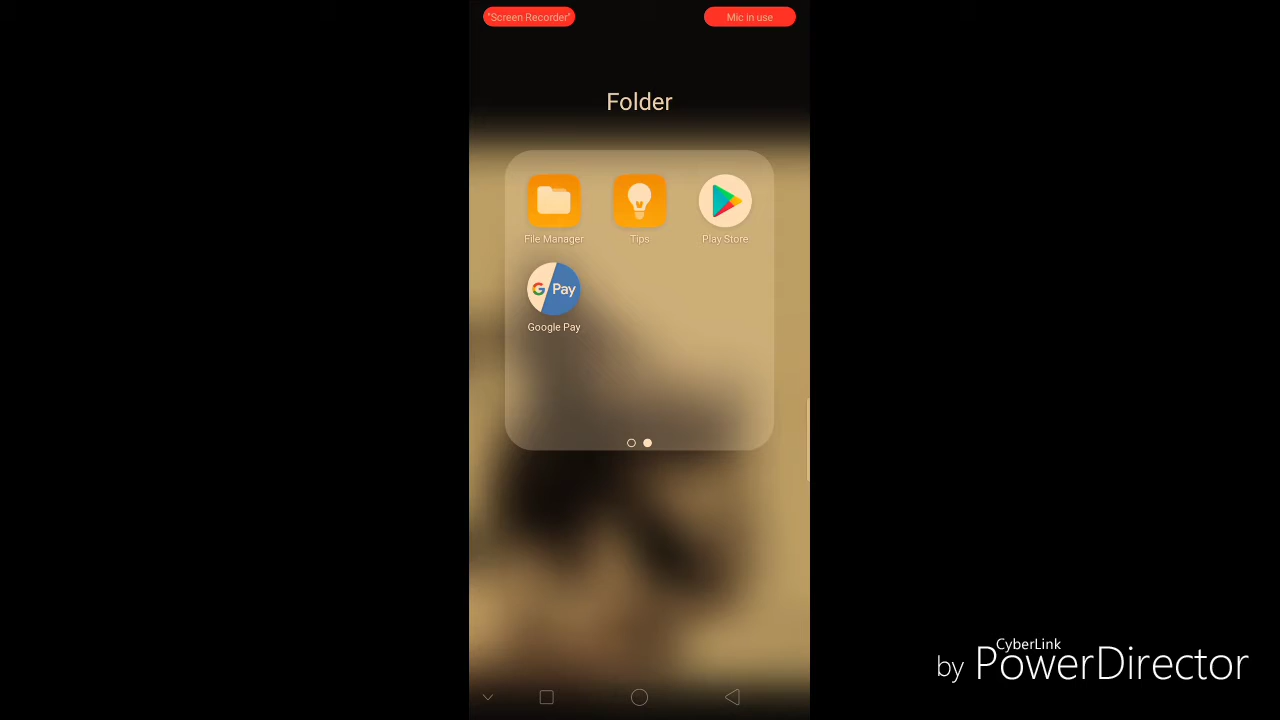 "Screen Recorder"
Mic in use
Folder
File Manager
Tips
Play Store
G Pay
Google Pay
CyberLink
by PowerDirector